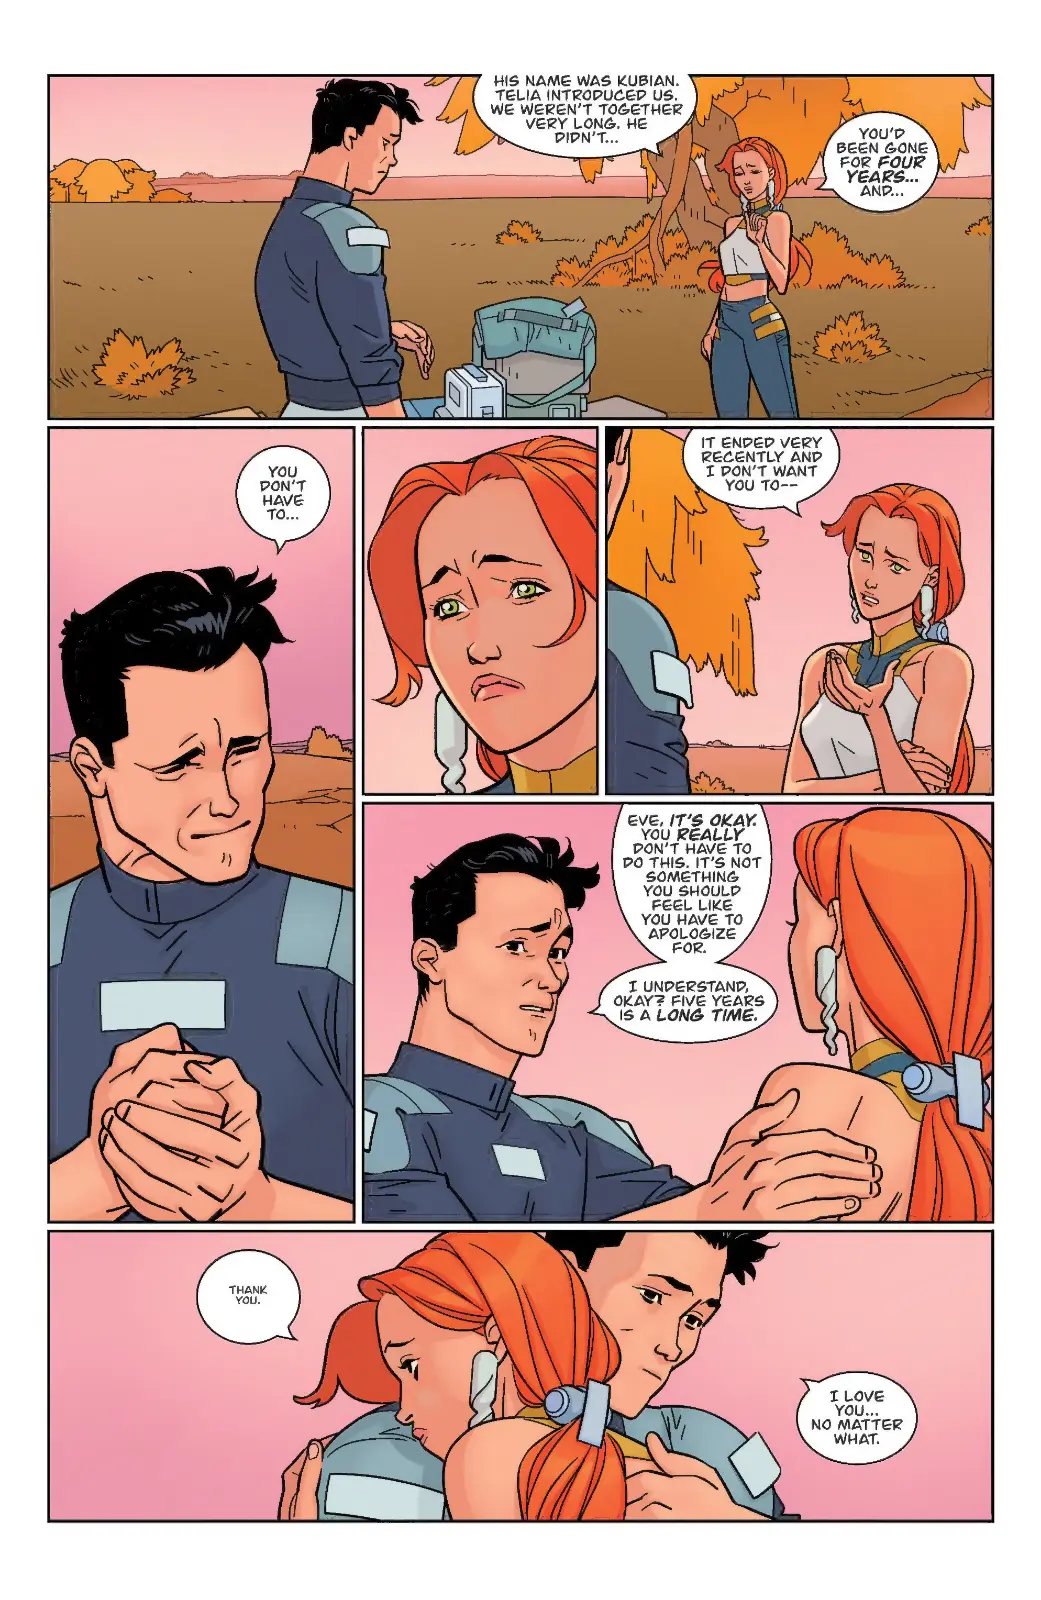 HIS NAME WAS KUBIAN.
TELIA INTRODUCED US.
WE WEREN'T TOGETHER
VERY LONG. HE
DIDN'T...
YOU'D
BEEN GONE
FOR FOUR
YEARS...
AND...
YOU
DON'T
HAVE
TO...
IT ENDED VERY
RECENTLY AND
I DON'T WANT
YOU TO--
EVE, IT'S OKAY.
YOU REALLY
DON'T HAVE TO
DO THIS. IT'S NOT
SOMETHING
YOU SHOULD
FEEL LIKE
YOU HAVE TO
APOLOGIZE
FOR.
I UNDERSTAND,
OKAY? FIVE YEARS
IS A LONG TIME.
THANK
YOU.
I LOVE
YOU...
NO MATTER
WHAT.